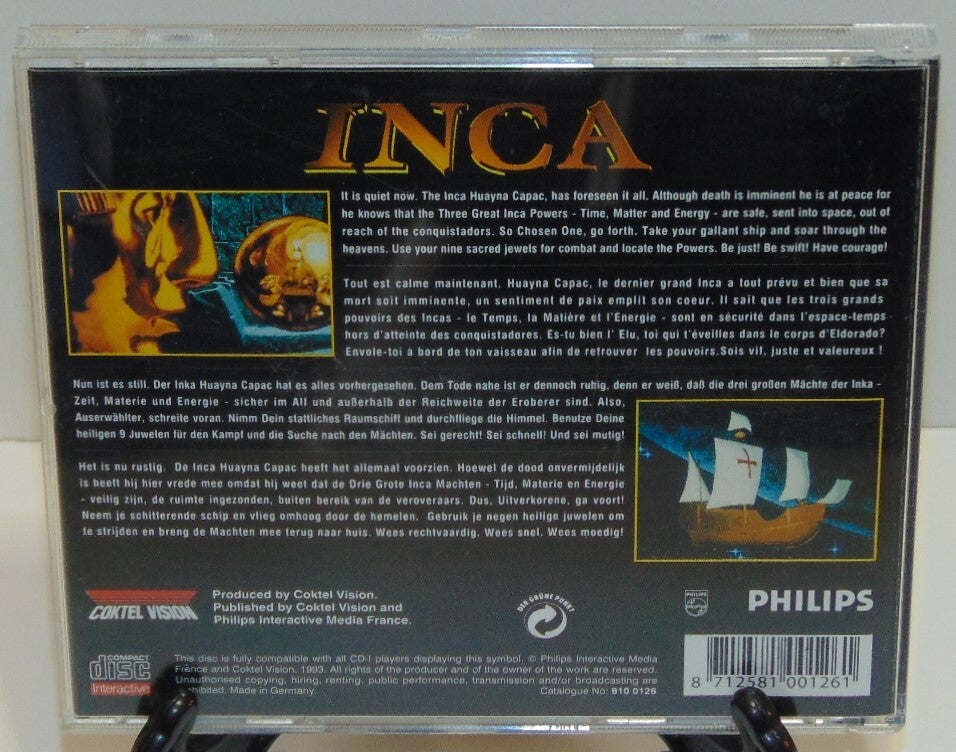 INCA
It is quiet now. The Inca Huayna Capac, has foreseen it all. Although death is imminent he is at peace for
he knows that the Three Great Inca Powers - Time, Matter and Energy - are safe, sent into space, out of
reach of the conquistadors. So Chosen One, go forth. Take your gallant ship and soar through the
heavens. Use your nine sacred jewels for combat and locate the Powers. Be just! Be swift! Have courage!
Tout est calme maintenant. Huayna Capac, le dernier grand Inca a tout prévu et bien que sa
mort soit imminente, un sentiment de paix emplit son coeur. Il sait que les trois grands
pouvoirs des Incas - le Temps, la Matière et l'Energie - sont en sécurité dans l'espace-temps
hors d'atteinte des conquistadores. Es-tu bien l' Elu, toi qui t'éveilles dans le corps d'Eldorado?
Envole-toi à bord de ton vaisseau afin de retrouver les pouvoirs.Sois vif, juste et valeureux !
Nun ist es still. Der Inka Huayna Capac hat es alles vorhergesehen. Dem Tode nahe ist er dennoch ruhig, denn er weiß, daß die drei großen Mächte der Inka -
Zeit, Materie und Energie - sicher im All und außerhalb der Reichweite der Eroberer sind. Also,
Auserwählter, schreite voran. Nimm Dein stattliches Raumschiff und durchfliege die Himmel. Benutze Deine
heiligen 9 Juwelen für den Kampf und die Suche nach den Mächten. Sei gerecht! Sei schnell! Und sei mutig!
Het is nu rustig. De Inca Huayna Capac heeft het allemaal voorzien. Hoewel de dood onvermijdelijk
is heeft hij hier vrede mee omdat hij weet dat de Drie Grote Inca Machten - Tijd, Materie en Energie
- veilig zijn, de ruimte ingezonden, buiten bereik van de veroveraars. Dus, Uitverkorene, ga voort!
Neem je schitterende schip en vlieg omhoog door de hemelen. Gebruik je negen heilige juwelen om
te strijden en breng de Machten mee terug naar huis. Wees rechtvaardig. Wees snel. Wees moedig!
COKTEL VISION
Produced by Coktel Vision.
Published by Coktel Vision and
Philips Interactive Media France.
DER GRÜNE PUNKT
PHILIPS
PHILIPS
COMPACT
disc
Interactive
This disc is fully compatible with all CD-I players displaying this symbol. © Philips Interactive Media
France and Coktel Vision. 1993. All rights of the producer and of the owner of the work are reserved.
Unauthorised copying, hiring, renting, public performance, transmission and/or broadcasting are
hibited. Made in Germany.
Catalogue No: 810 0126
8 712581 001261